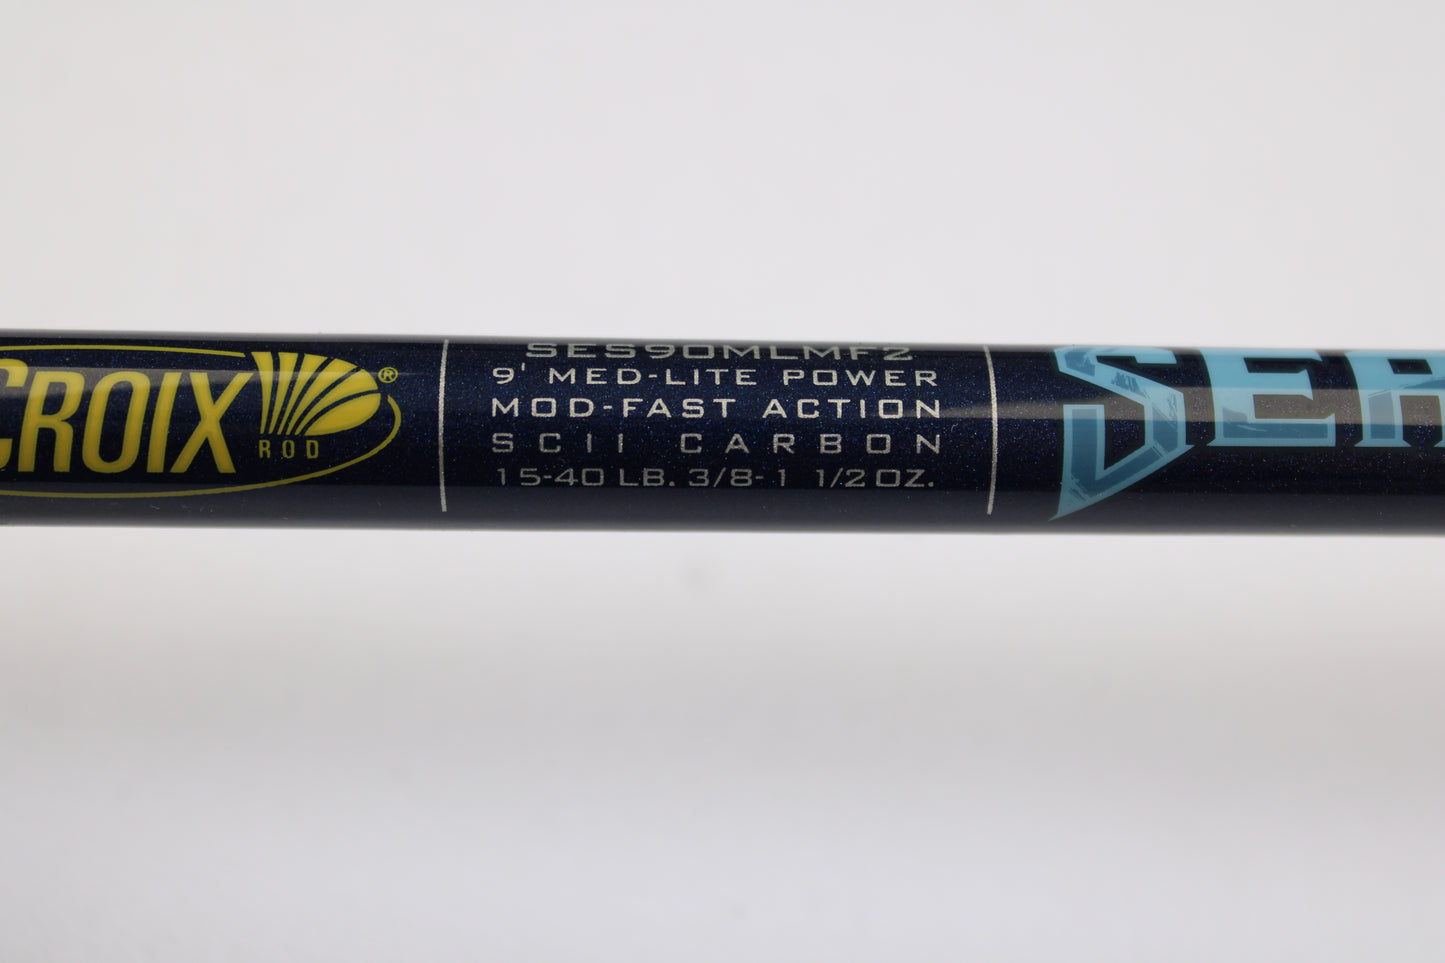 CROIX®
ROD
SES90MLMF2
9' MED-LITE POWER
MOD-FAST ACTION
SCII CARBON
15-40 LB. 3/8-1 1/2 OZ.
SEA